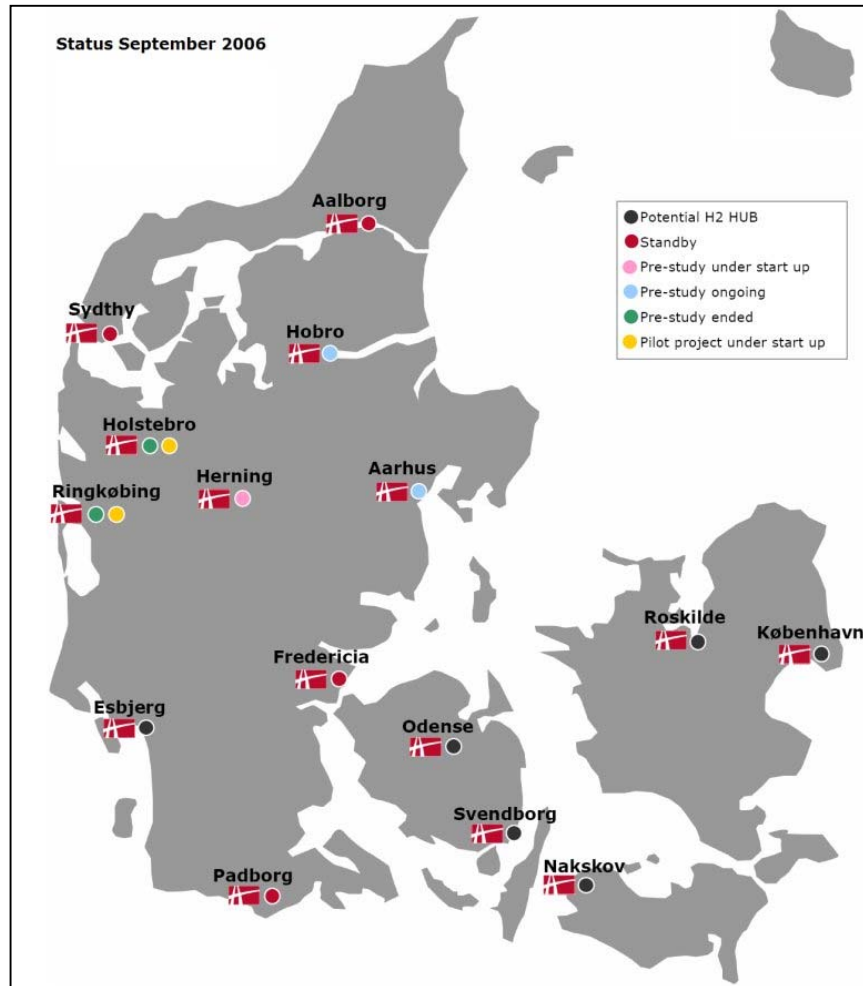 Status September 2006
Aalborg
Potential H2 HUB
Standby
Pre-study under start up
Pre-study ongoing
Pre-study ended
Pilot project under start up
Sydthy
Hobro
Holstebro
Herning
Aarhus
Ringkøbing
Roskilde
København
Fredericia
Esbjerg
Odense
Svendborg
Nakskov
Padborg